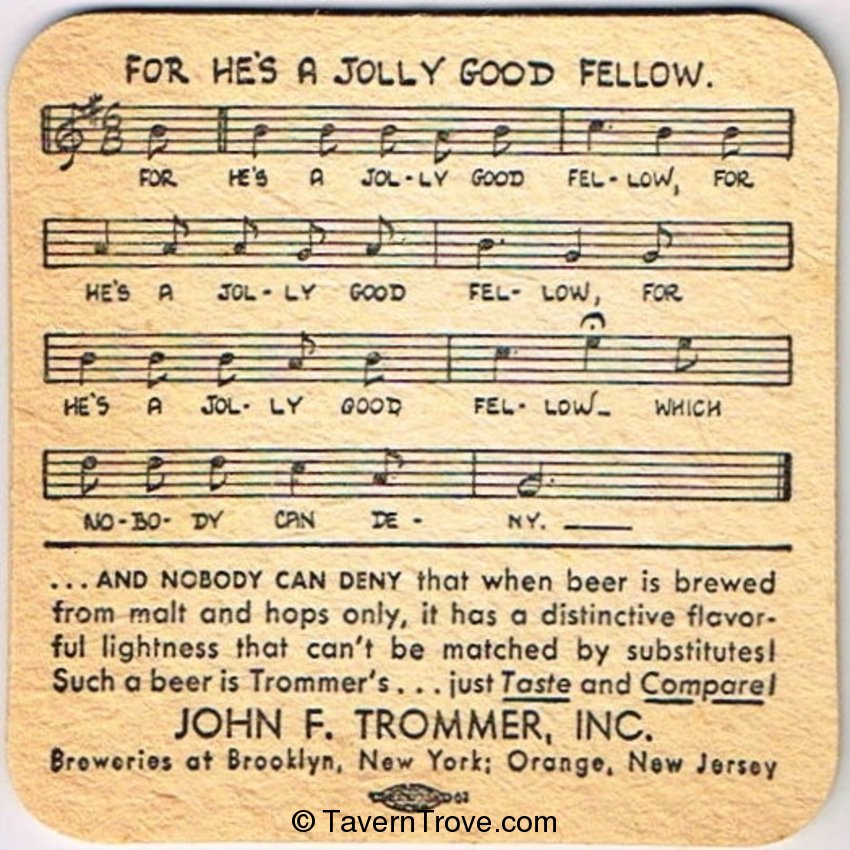 FOR HE'S A JOLLY GOOD FELLOW.
6
8
FOR HE'S A JOL-LY GOOD FEL-LOW, FOR
HE'S A JOL-LY GOOD FEL-LOW, FOR
HE'S A JOL-LY GOOD FEL-LOW_ WHICH
NO-BO-DY CAN DE-NY. ____
...AND NOBODY CAN DENY that when beer is brewed
from malt and hops only, it has a distinctive flavor-
ful lightness that can't be matched by substitutes!
Such a beer is Trommer's...just Taste and Compare!
JOHN F. TROMMER, INC.
Breweries at Brooklyn, New York; Orange, New Jersey
© TavernTrove.com